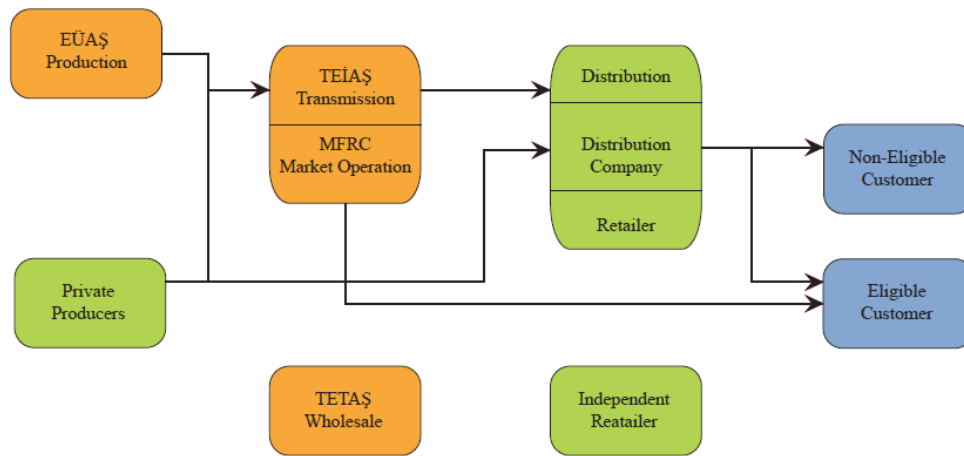 EÜAŞ
Production
TEİAŞ
Transmission
MFRC
Market Operation
Distribution
Distribution
Company
Retailer
Non-Eligible
Customer
Private
Producers
Eligible
Customer
TETAŞ
Wholesale
Independent
Reatailer